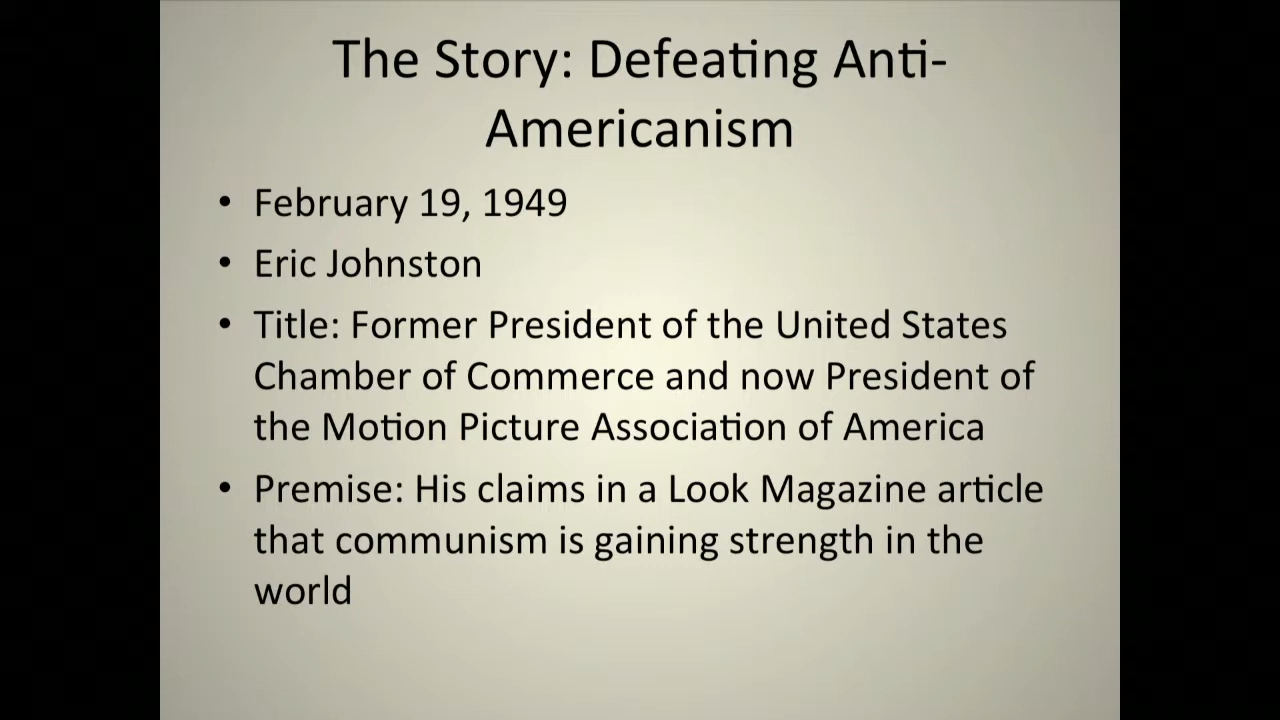 The Story: Defeating Anti-
Americanism
• February 19, 1949
• Eric Johnston
• Title: Former President of the United States
Chamber of Commerce and now President of
the Motion Picture Association of America
• Premise: His claims in a Look Magazine article
that communism is gaining strength in the
world